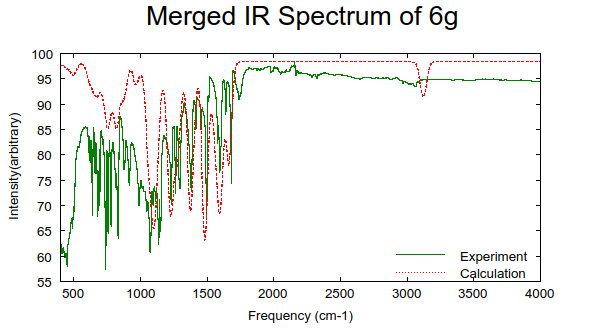 Merged IR Spectrum of 6g
100
95
90
85
80
75
70
65
60
55
Intensity(arbitrary)
Experiment
Calculation
500 1000 1500 2000 2500 3000 3500 4000
Frequency (cm-1)